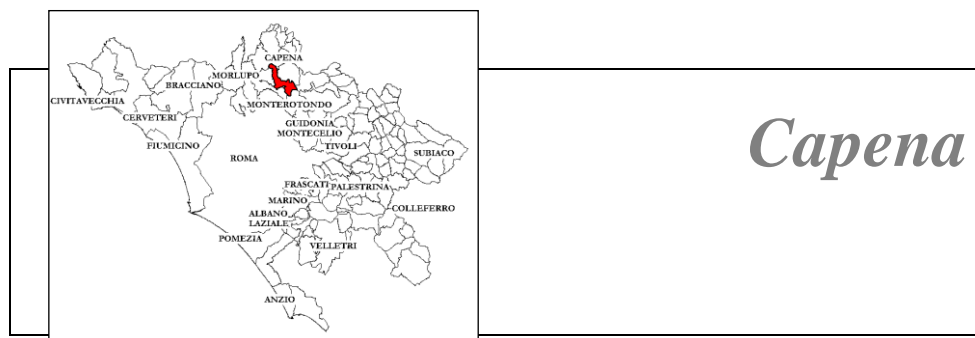 CAPENA
MORLUPO
BRACCIANO
CIVITAVECCHIA
MONTEROTONDO
CERVETERI
GUIDONIA
MONTECELIO
FIUMICINO
TIVOLI
SUBIACO
ROMA
FRASCATI
PALESTRINA
MARINO
COLLEFERRO
ALBANO
LAZIALE
POMEZIA
VELLETRI
ANZIO
Capena